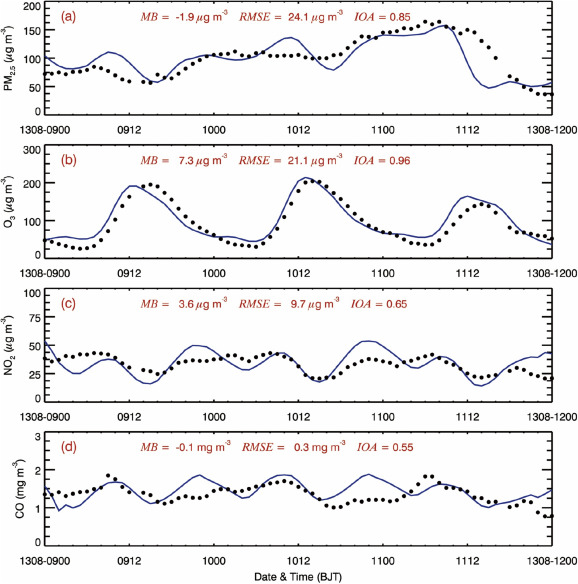 (a) MB = -1.9 µg m-3 RMSE = 24.1 µg m-3 IOA = 0.85
PM2.5 (µg m-3)
200
150
100
50
0
1308-0900 0912 1000 1012 1100 1112 1308-1200
(b) MB = 7.3 µg m-3 RMSE = 21.1 µg m-3 IOA = 0.96
O3 (µg m-3)
300
200
100
0
1308-0900 0912 1000 1012 1100 1112 1308-1200
(c) MB = 3.6 µg m-3 RMSE = 9.7 µg m-3 IOA = 0.65
NO2 (µg m-3)
100
75
50
25
0
1308-0900 0912 1000 1012 1100 1112 1308-1200
(d) MB = -0.1 mg m-3 RMSE = 0.3 mg m-3 IOA = 0.55
CO (mg m-3)
3
2
1
0
1308-0900 0912 1000 1012 1100 1112 1308-1200
Date & Time (BJT)